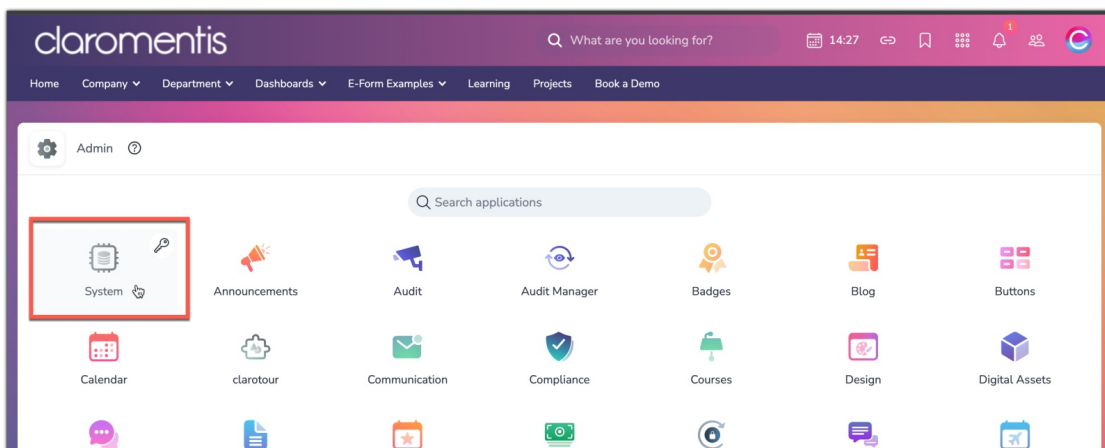 claromentis
What are you looking for?
14:27
1
Home Company Department Dashboards E-Form Examples Learning Projects Book a Demo
Admin
Search applications
System Announcements Audit Audit Manager Badges Blog Buttons
Calendar clarotour Communication Compliance Courses Design Digital Assets